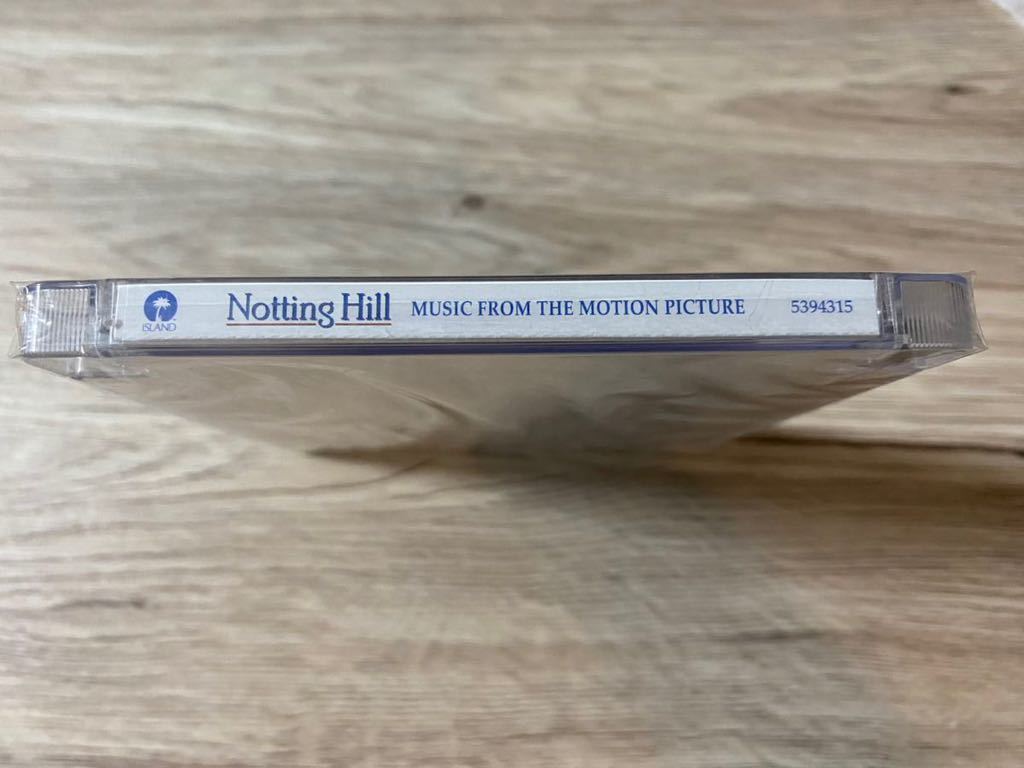 ISLAND Notting Hill MUSIC FROM THE MOTION PICTURE 5394315